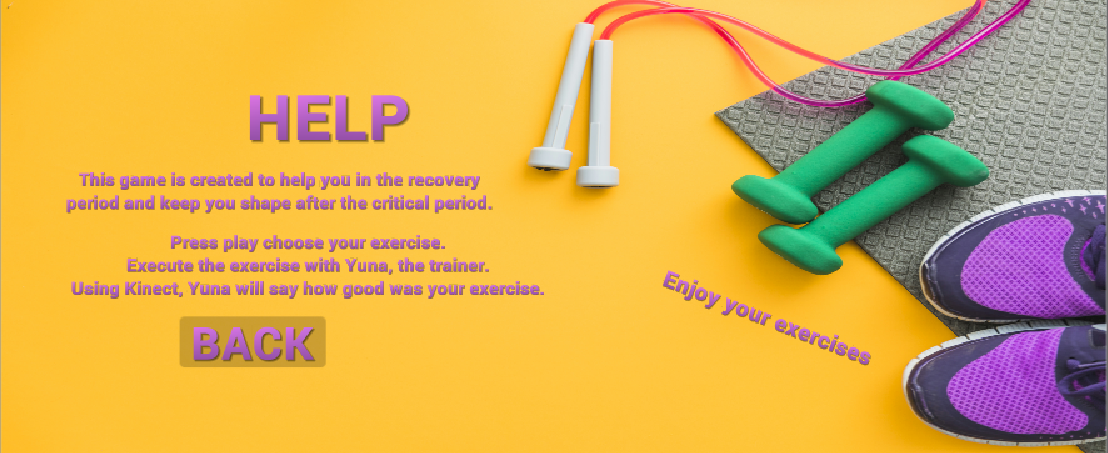 HELP
This game is created to help you in the recovery
period and keep you shape after the critical period.
Press play choose your exercise.
Execute the exercise with Yuna, the trainer.
Using Kinect, Yuna will say how good was your exercise.
BACK
Enjoy your exercises